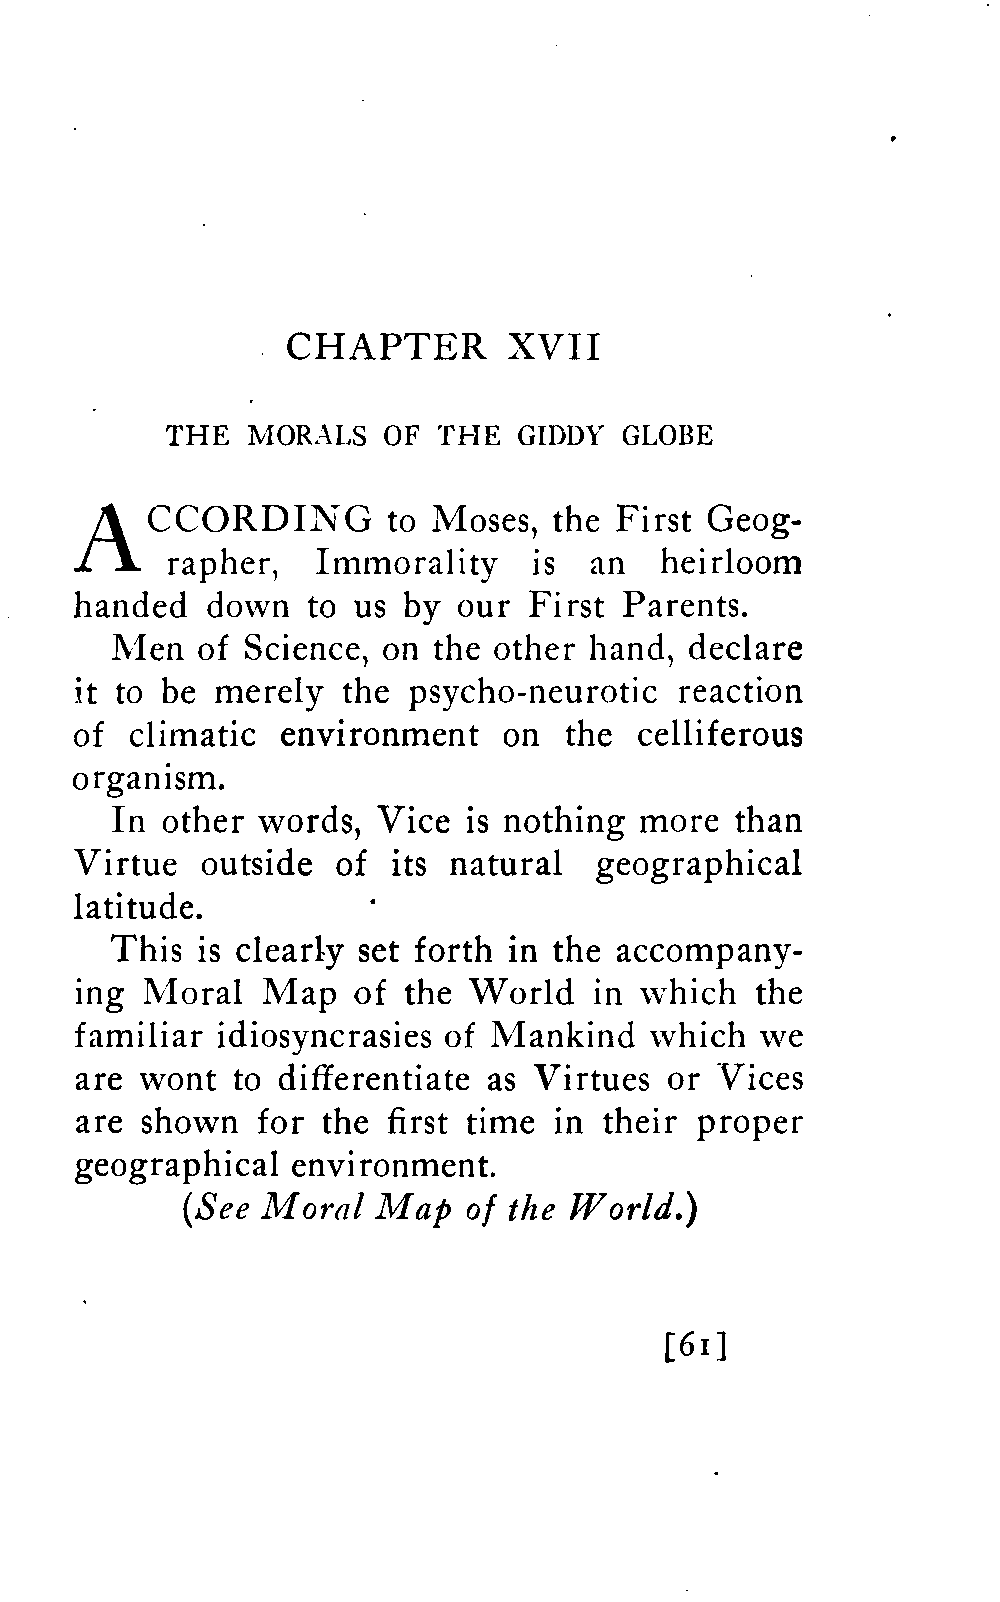 CHAPTER XVII
THE MORALS OF THE GIDDY GLOBE
ACCORDING to Moses, the First Geog-
rapher, Immorality is an heirloom
handed down to us by our First Parents.
Men of Science, on the other hand, declare
it to be merely the psycho-neurotic reaction
of climatic environment on the celliferous
organism.
In other words, Vice is nothing more than
Virtue outside of its natural geographical
latitude.
This is clearly set forth in the accompany-
ing Moral Map of the World in which the
familiar idiosyncrasies of Mankind which we
are wont to differentiate as Virtues or Vices
are shown for the first time in their proper
geographical environment.
(See Moral Map of the World.)
[61]